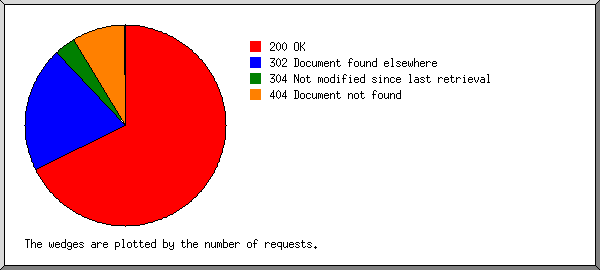 200 OK
302 Document found elsewhere
304 Not modified since last retrieval
404 Document not found
The wedges are plotted by the number of requests.